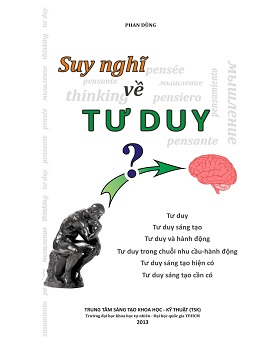 PHAN DŨNG
Suy nghĩ
về
TƯ DUY
pensée
pensante
thinking
мышление
pensiero
pensamiento
мышление
pensante
?
Tư duy
Tư duy sáng tạo
Tư duy và hành động
Tư duy trong chuỗi nhu cầu-hành động
Tư duy sáng tạo hiện có
Tư duy sáng tạo cần có
TRUNG TÂM SÁNG TẠO KHOA HỌC - KỸ THUẬT (TSK)
Trường đại học khoa học tự nhiên - Đại học quốc gia TP.HCM
2013